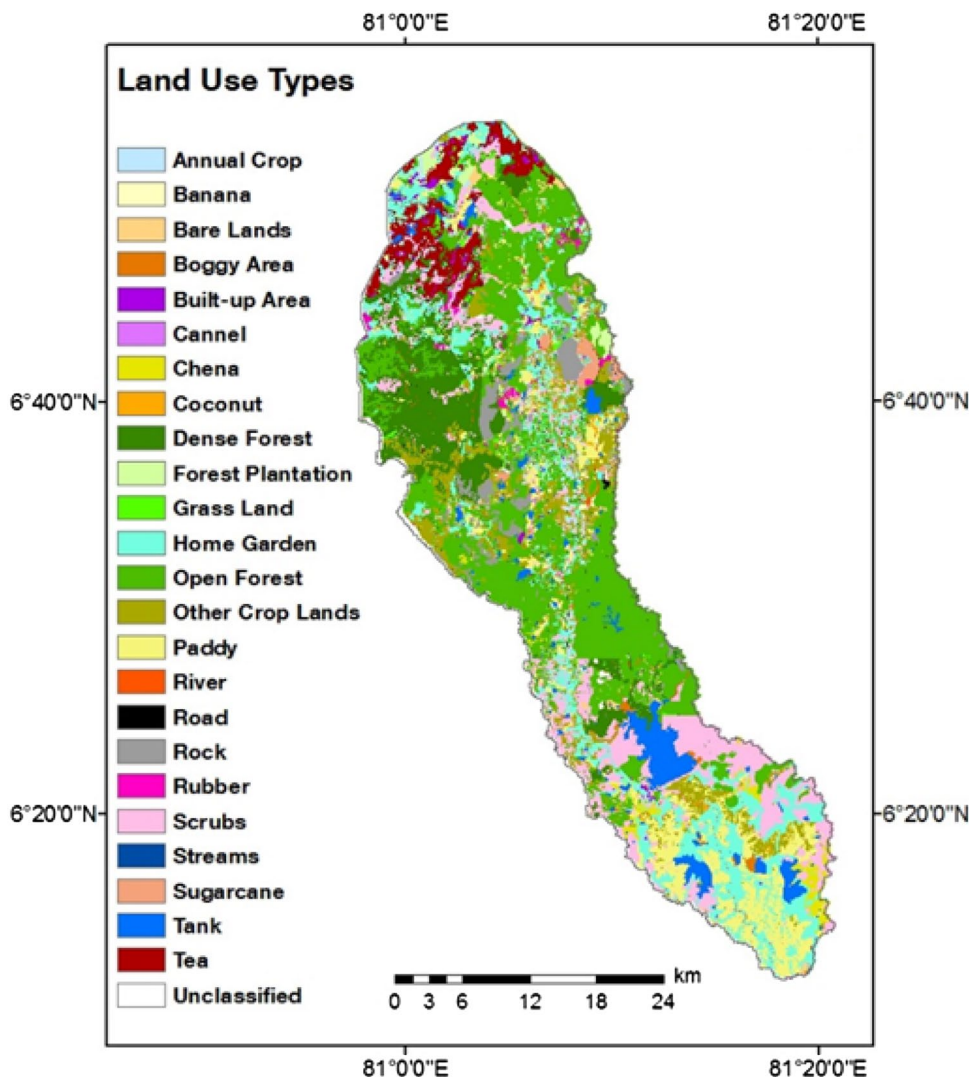 81°0'0"E 81°20'0"E
Land Use Types
Annual Crop
Banana
Bare Lands
Boggy Area
Built-up Area
Cannel
Chena
Coconut
6°40'0"N 6°40'0"N
Dense Forest
Forest Plantation
Grass Land
Home Garden
Open Forest
Other Crop Lands
Paddy
River
Road
Rock
Rubber
6°20'0"N 6°20'0"N
Scrubs
Streams
Sugarcane
Tank
Tea
Unclassified
km
0 3 6 12 18 24
81°0'0"E 81°20'0"E